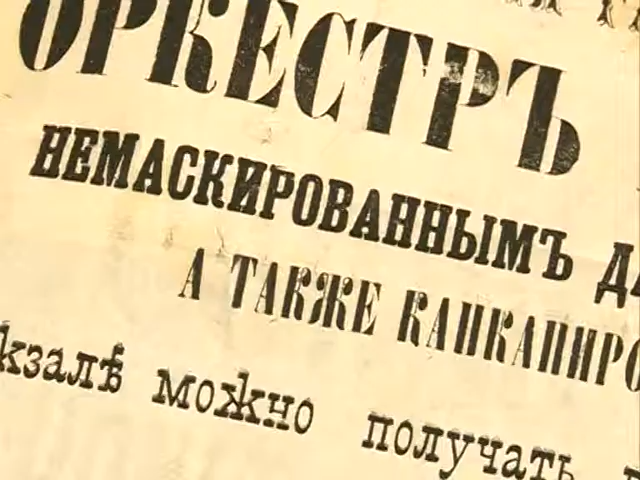 ОРКЕСТРЪ
НЕМАСКИРОВАННЫМЪ
А ТАКЖЕ КАНКАНИРО
кзалѣ можно получать